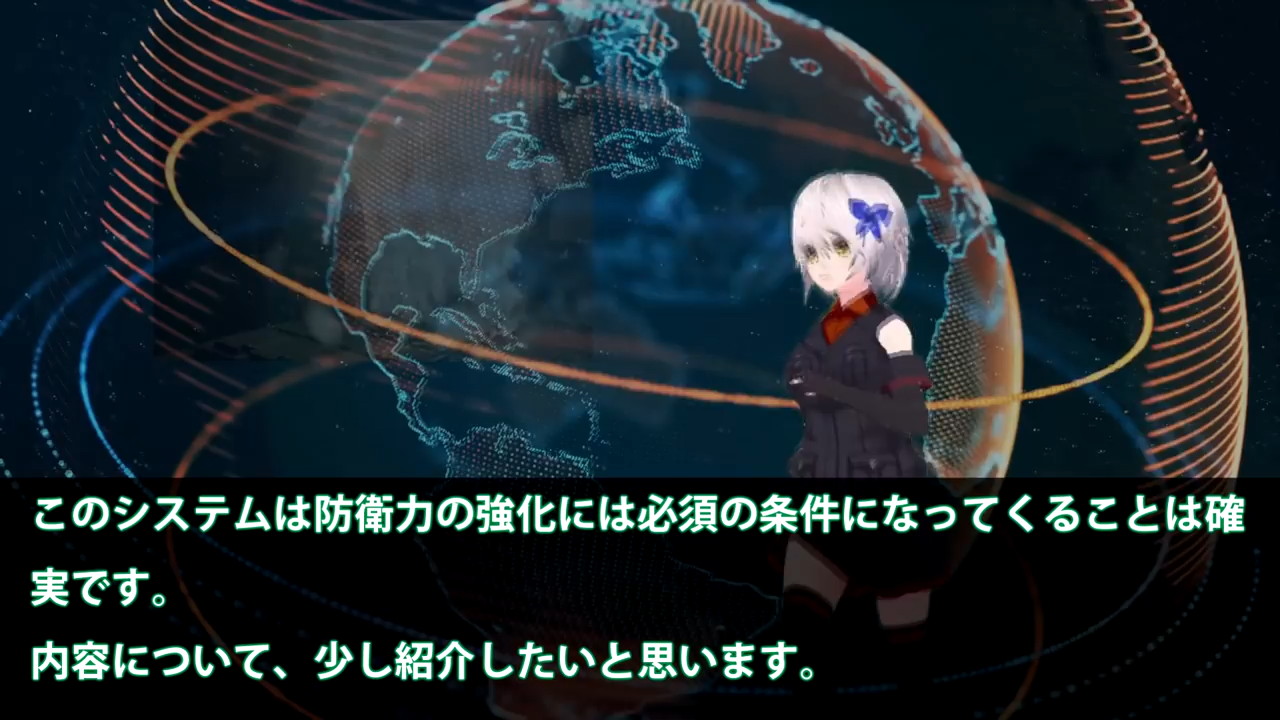 このシステムは防衛力の強化には必須の条件になってくることは確
実です。
内容について、少し紹介したいと思います。